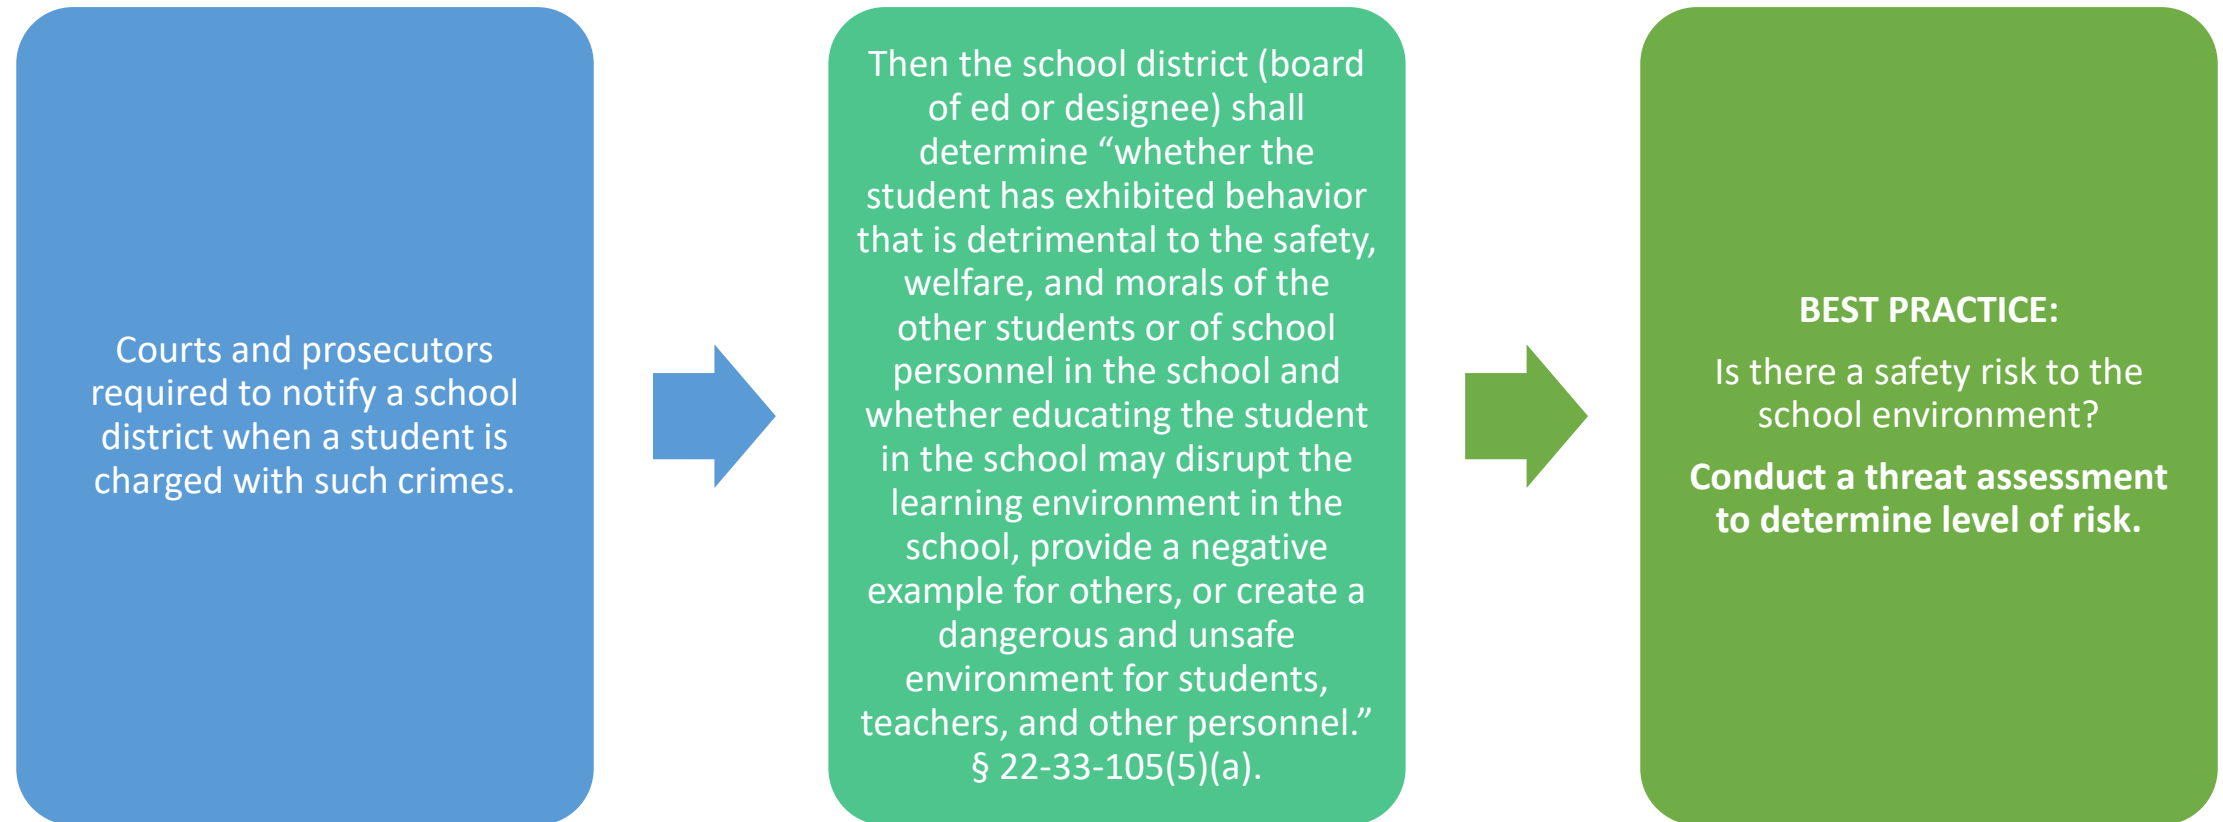 Courts and prosecutors
required to notify a school
district when a student is
charged with such crimes.
Then the school district (board
of ed or designee) shall
determine “whether the
student has exhibited behavior
that is detrimental to the safety,
welfare, and morals of the
other students or of school
personnel in the school and
whether educating the student
in the school may disrupt the
learning environment in the
school, provide a negative
example for others, or create a
dangerous and unsafe
environment for students,
teachers, and other personnel.”
§ 22-33-105(5)(a).
BEST PRACTICE:
Is there a safety risk to the
school environment?
Conduct a threat assessment
to determine level of risk.